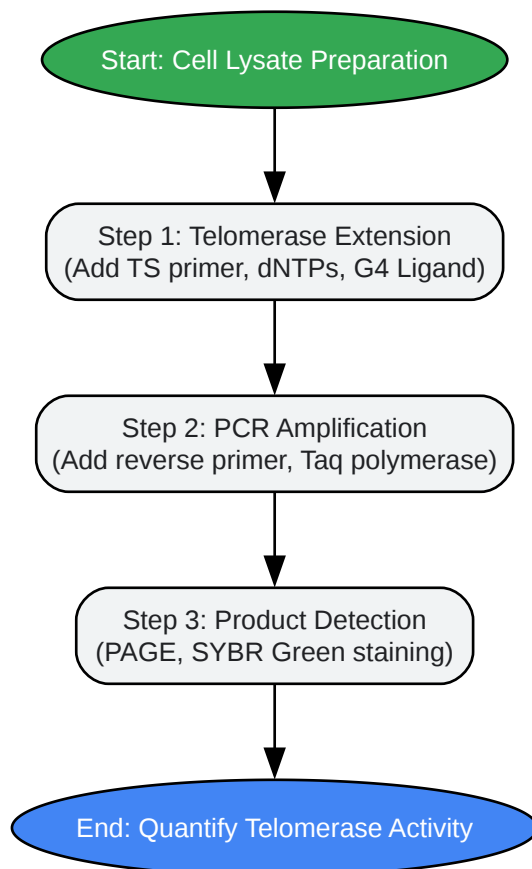 Start: Cell Lysate Preparation
Step 1: Telomerase Extension
(Add TS primer, dNTPs, G4 Ligand)
Step 2: PCR Amplification
(Add reverse primer, Taq polymerase)
Step 3: Product Detection
(PAGE, SYBR Green staining)
End: Quantify Telomerase Activity